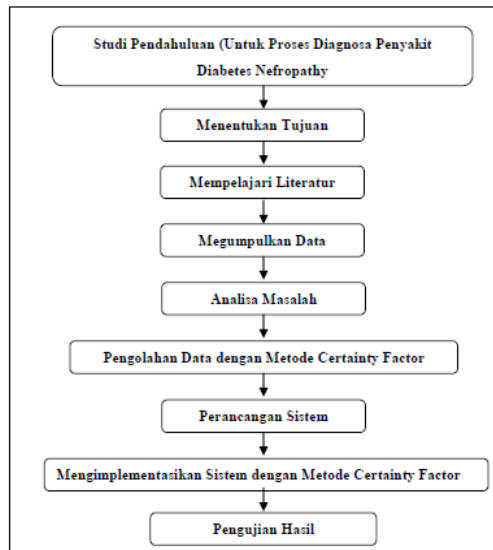 Studi Pendahuluan (Untuk Proses Diagnosa Penyakit
Diabetes Nefropathy
Menentukan Tujuan
Mempelajari Literatur
Megumpulkan Data
Analisa Masalah
Pengolahan Data dengan Metode Certainty Factor
Perancangan Sistem
Mengimplementasikan Sistem dengan Metode Certainty Factor
Pengujian Hasil